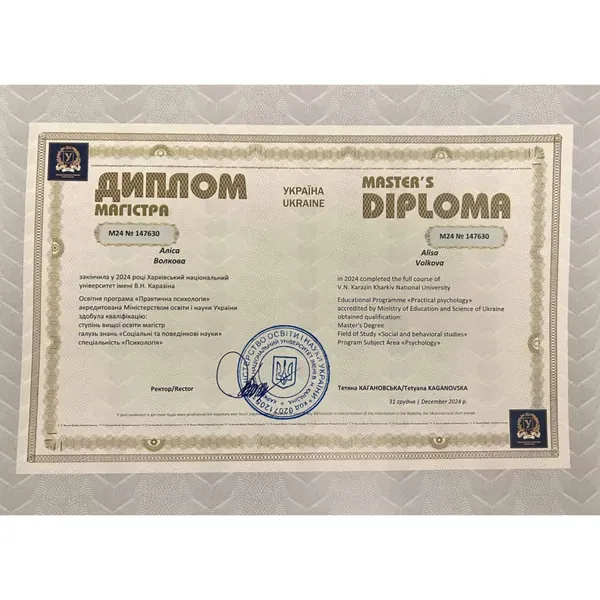 ДИПЛОМ
МАГІСТРА
М24 № 147630
Аліса
Волкова
закінчила у 2024 році Харківський національний
університет імені В.Н. Каразіна
Освітня програма «Практична психологія»
акредитована Міністерством освіти і науки України
здобула кваліфікацію:
ступінь вищої освіти магістр
галузь знань «Соціальні та поведінкові науки»
спеціальність «Психологія»
Ректор/Rector
УКРАЇНА
UKRAINE
MASTER'S
DIPLOMA
М24 № 147630
Alisa
Volkova
in 2024 completed the full course of
V.N. Karazin Kharkiv National University
Educational Programme «Practical psychology»
accredited by Ministry of Education and Science of Ukraine
obtained qualification:
Master's Degree
Field of Study «Social and behavioral studies»
Program Subject Area «Psychology»
Тетяна КАГАНОВСЬКА/Tetyana KAGANOVSKA
31 грудня | December 2024 р.